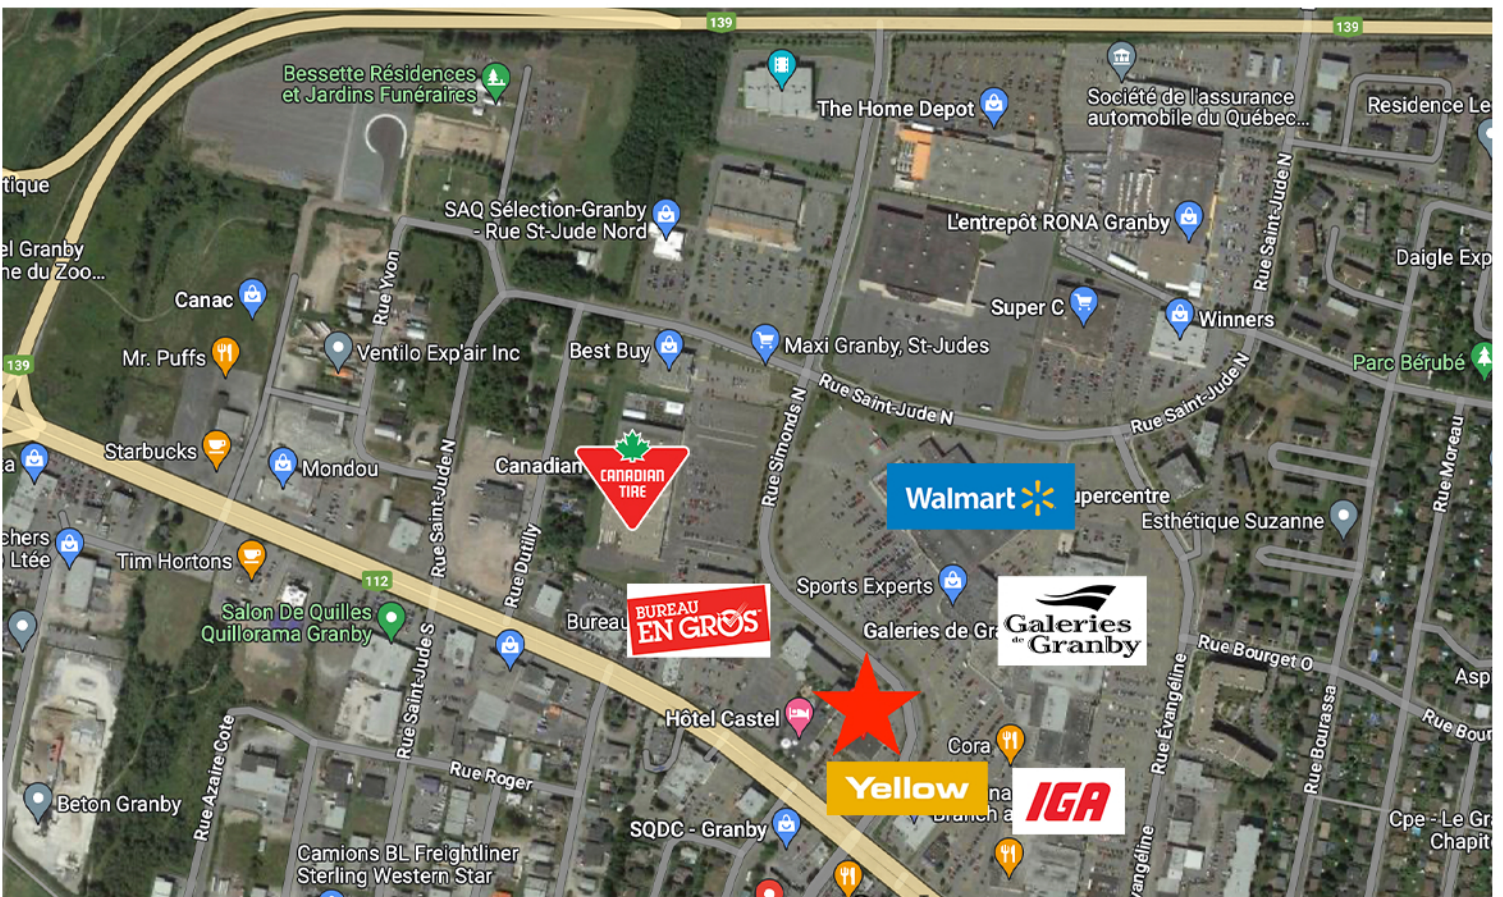 139
139
Bessette Résidences
et Jardins Funéraires
The Home Depot
Société de l'assurance
automobile du Québec...
Residence Le
tique
SAQ Sélection-Granby
- Rue St-Jude Nord
L'entrepôt RONA Granby
Rue Saint-Jude N
el Granby
ne du Zoo...
Daigle Exp
Canac
Rue Yvon
Super C
Winners
Mr. Puffs
Ventilo Exp'air Inc
Best Buy
Maxi Granby, St-Judes
139
Parc Bérubé
Rue Saint-Jude N
Rue Saint-Jude N
Starbucks
Mondou
Rue Saint-Jude N
Canadian
CANADIAN
TIRE
Rue Simonds N
Walmart
upercentre
Rue Moreau
ta
Esthétique Suzanne
chers
Ltée
Tim Hortons
112
Rue Dutilly
Sports Experts
Salon De Quilles
Quillorama Granby
Bureau
BUREAU
EN GROS
Galeries de Gra
Galeries
de Granby
Rue Bourget O
Rue Saint-Jude S
Asp
Hôtel Castel
Cora
Rue Évangéline
Rue Bourassa
Rue Bour
Rue Azaire Cote
Rue Roger
Yellow
na
Branch a
IGA
Beton Granby
SQDC - Granby
Cpe - Le Gr
Chapit
Camions BL Freightliner
Sterling Western Star
vangéline